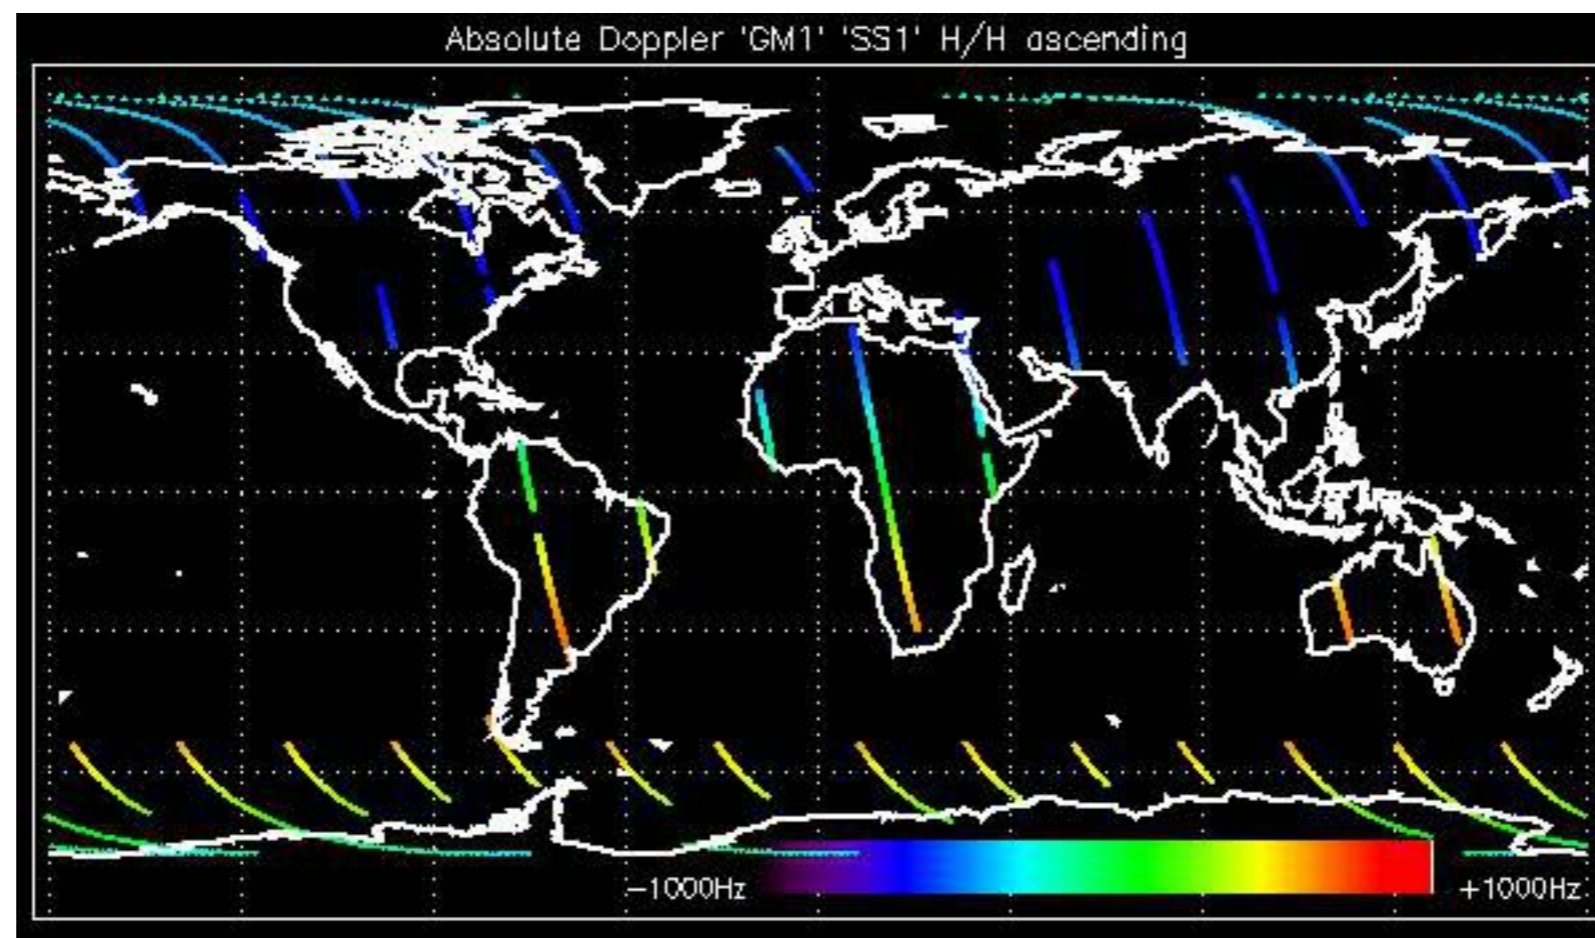 Absolute Doppler 'GM1' 'SS1' H/H ascending
−1000Hz +1000Hz